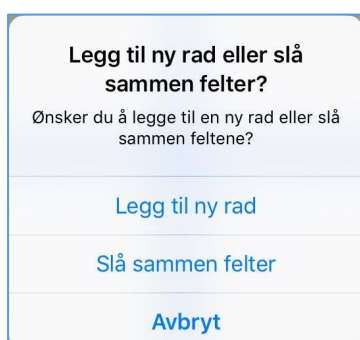 Legg til ny rad eller slå
sammen felter?
Ønsker du å legge til en ny rad eller slå
sammen feltene?
Legg til ny rad
Slå sammen felter
Avbryt